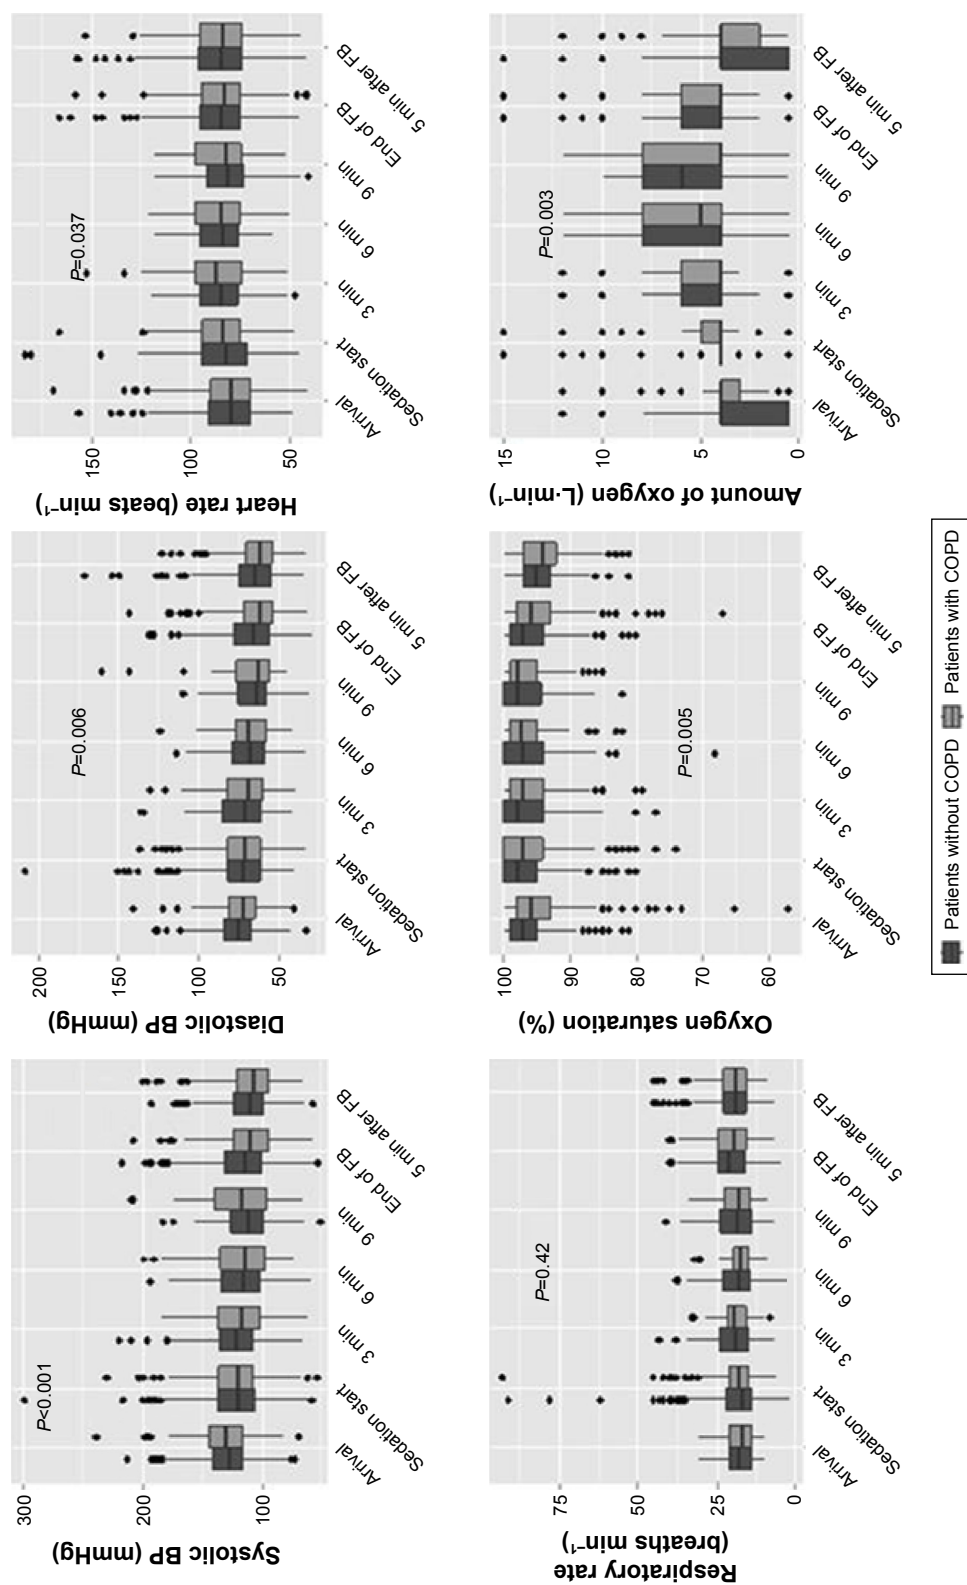 300
200
100
Systolic BP (mmHg)
P<0.001
Arrival
Sedation start
3 min
6 min
9 min
End of FB
5 min after FB
200
150
100
50
Diastolic BP (mmHg)
P=0.006
Arrival
Sedation start
3 min
6 min
9 min
End of FB
5 min after FB
150
100
50
Heart rate (beats min⁻¹)
P=0.037
Arrival
Sedation start
3 min
6 min
9 min
End of FB
5 min after FB
75
50
25
0
Respiratory rate
(breaths min⁻¹)
P=0.42
Arrival
Sedation start
3 min
6 min
9 min
End of FB
5 min after FB
100
90
80
70
60
Oxygen saturation (%)
P=0.005
Arrival
Sedation start
3 min
6 min
9 min
End of FB
5 min after FB
15
10
5
0
Amount of oxygen (L·min⁻¹)
P=0.003
Arrival
Sedation start
3 min
6 min
9 min
End of FB
5 min after FB
Patients without COPD
Patients with COPD